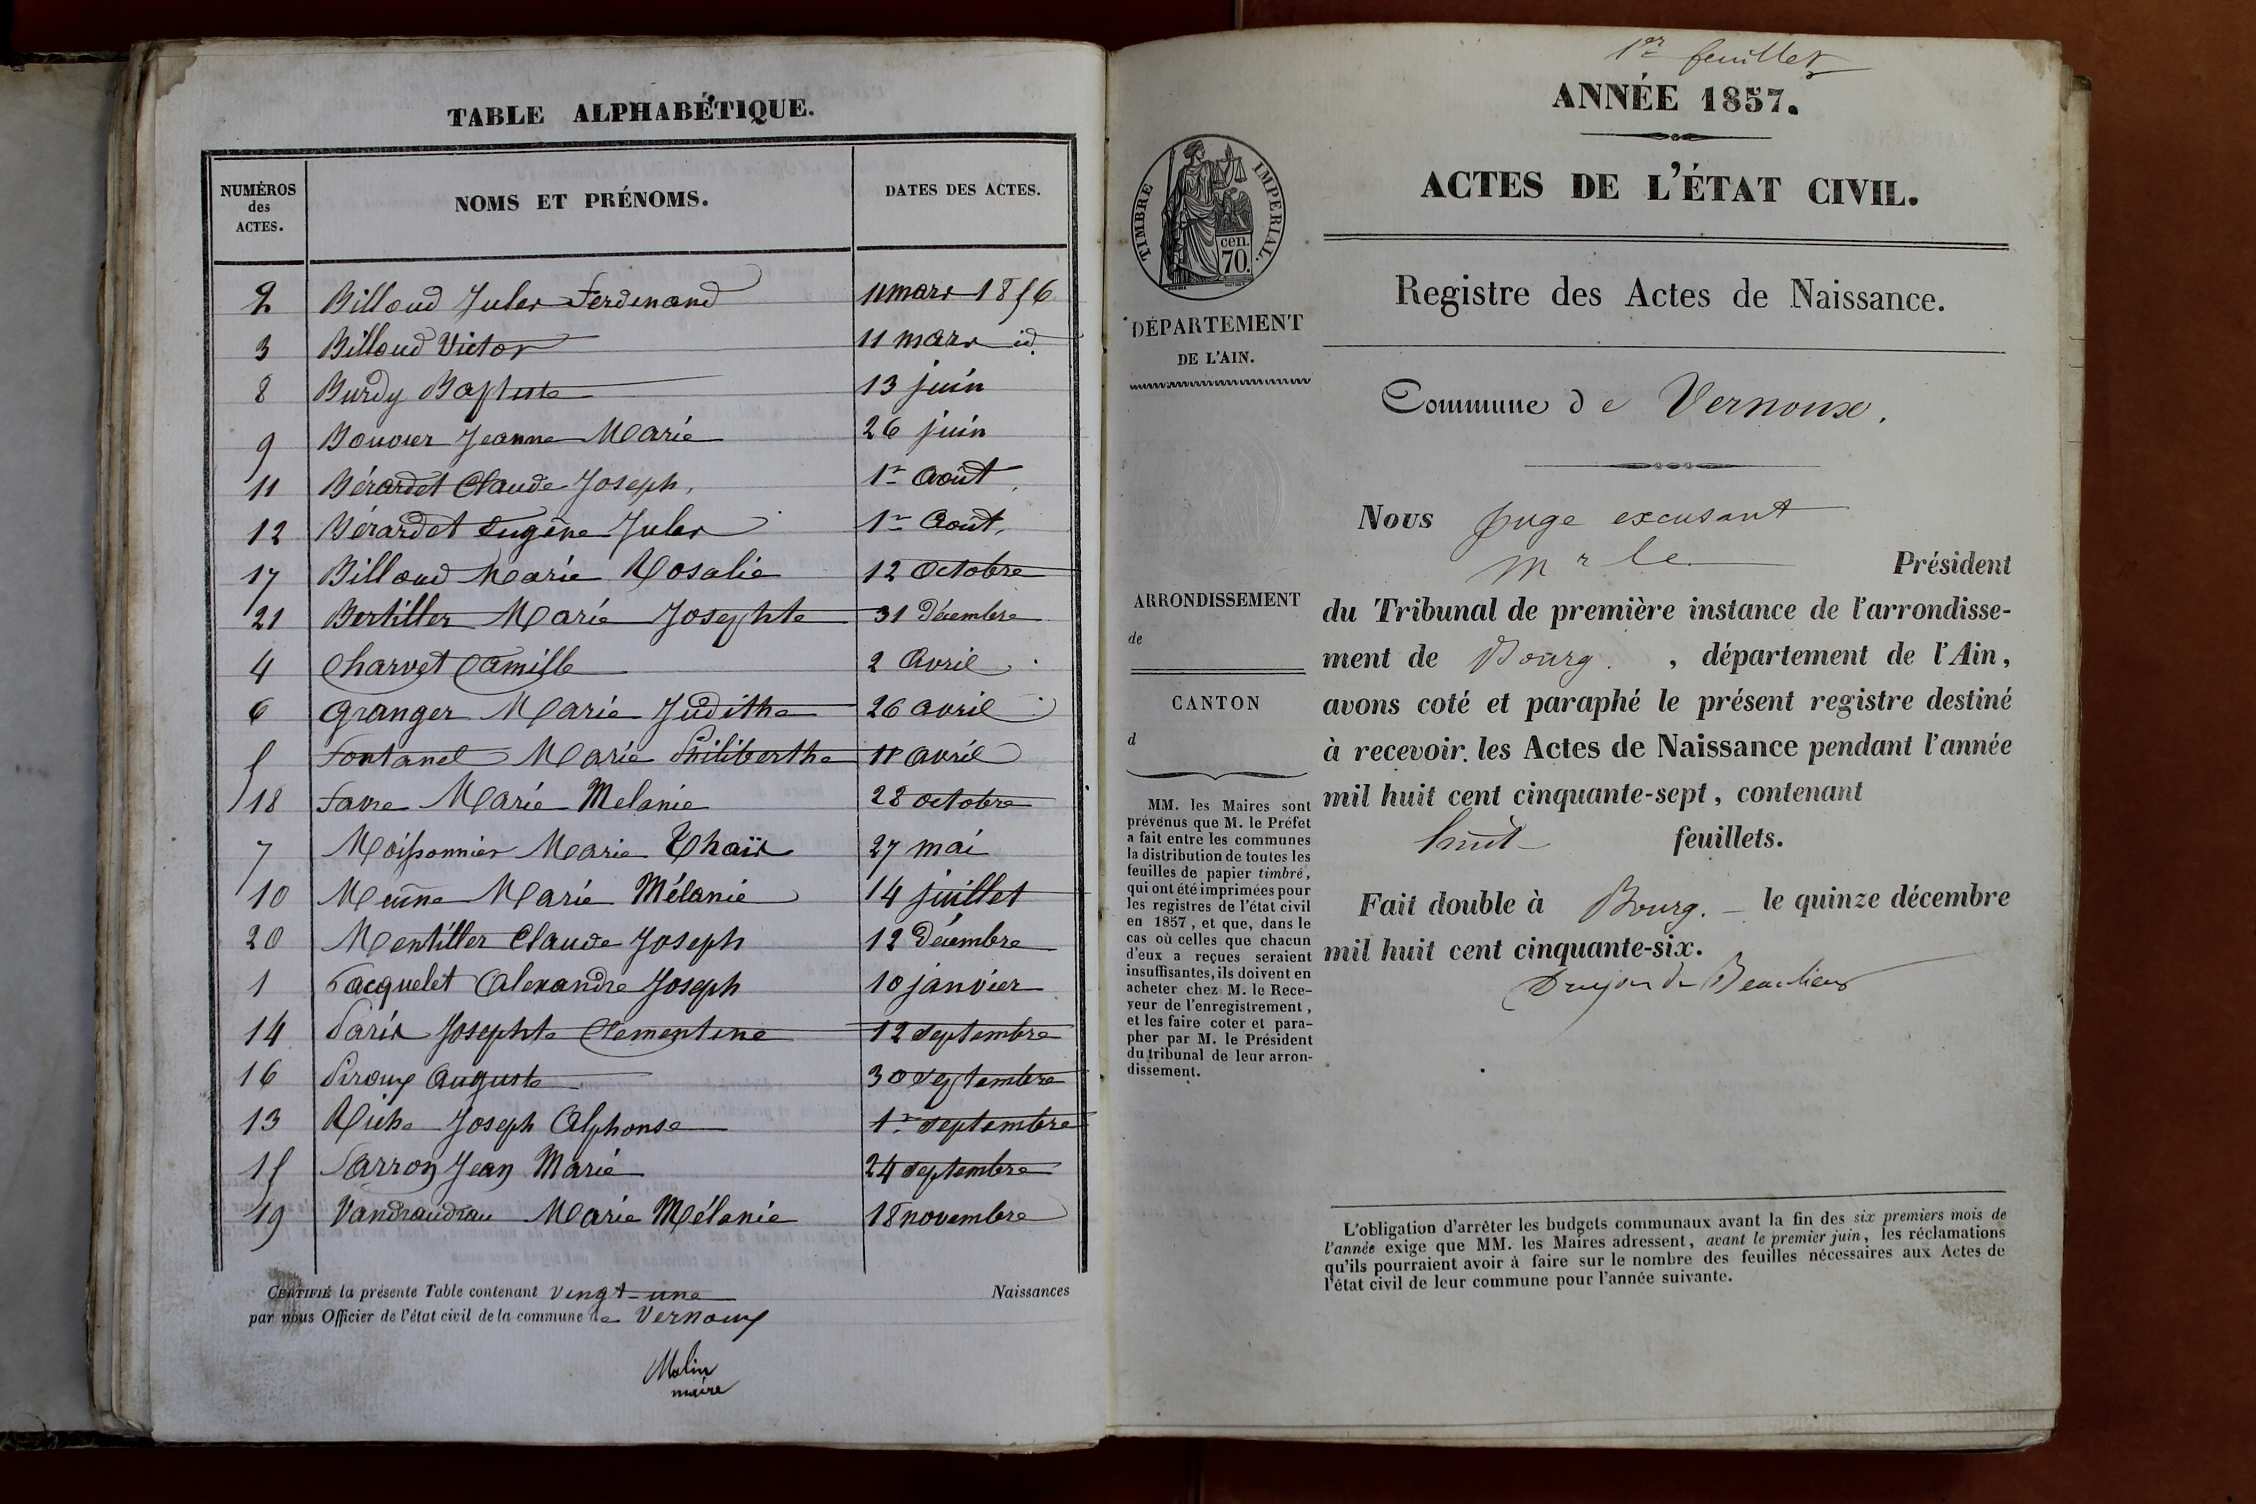 TABLE ALPHABÉTIQUE.
NUMÉROS des ACTES. NOMS ET PRÉNOMS. DATES DES ACTES.
2 Billoud Jules Ferdinand 11 mars 1856
3 Billoud Victor 11 mars id.
8 Burdy Baptiste 13 juin
9 Bouvier Jeanne Marie 26 juin
11 Bérardet Claude Joseph, 1er Août,
12 Bérardet Eugène Jules 1er Août,
17 Billoud Marie Rosalie 12 Octobre
21 Bertiller Marie Josephte 31 Décembre
4 Charvet Camille 2 Avril
6 Granger Marie Judithe 26 avril
5 Fontanel Marie Philiberthe 11 avril
18 Favre Marie Melanie 28 octobre
7 Moissonnier Marie Thaïs 27 mai
10 Marie Mélanie 14 juillet
20 Mentiller Claude Joseph 12 Décembre
1 Pacquelet Alexandre Joseph 10 janvier
14 Paris Josephte Clementine 12 septembre
16 Piroux Auguste 30 septembre
13 Riche Joseph Alphonse 1er septembre
15 Sarron Jean Marie 24 septembre
19 Marie Mélanie 18 novembre
CERTIFIÉ la présente Table contenant vingt-une Naissances
par nous Officier de l'état civil de la commune de Vernoux
Molin
maire
1er feuillet
ANNÉE 1857.
ACTES DE L'ÉTAT CIVIL.
TIMBRE IMPERIAL.
cen.
70.
Registre des Actes de Naissance.
DÉPARTEMENT
DE L'AIN.
Commune de Vernoux.
Nous juge excusant
Mr le Président
du Tribunal de première instance de l'arrondisse-
ment de Bourg. , département de l'Ain,
avons coté et paraphé le présent registre destiné
à recevoir les Actes de Naissance pendant l'année
mil huit cent cinquante-sept, contenant
huit feuillets.
Fait double à Bourg. le quinze décembre
mil huit cent cinquante-six.
Drujon de Beaulieu
ARRONDISSEMENT
de
CANTON
d
MM. les Maires sont
prévenus que M. le Préfet
a fait entre les communes
la distribution de toutes les
feuilles de papier timbré,
qui ont été imprimées pour
les registres de l'état civil
en 1857, et que, dans le
cas où celles que chacun
d'eux a reçues seraient
insuffisantes, ils doivent en
acheter chez M. le Rece-
veur de l'enregistrement,
et les faire coter et para-
pher par M. le Président
du tribunal de leur arron-
dissement.
L'obligation d'arrêter les budgets communaux avant la fin des six premiers mois de
l'année exige que MM. les Maires adressent, avant le premier juin, les réclamations
qu'ils pourraient avoir à faire sur le nombre des feuilles nécessaires aux Actes de
l'état civil de leur commune pour l'année suivante.